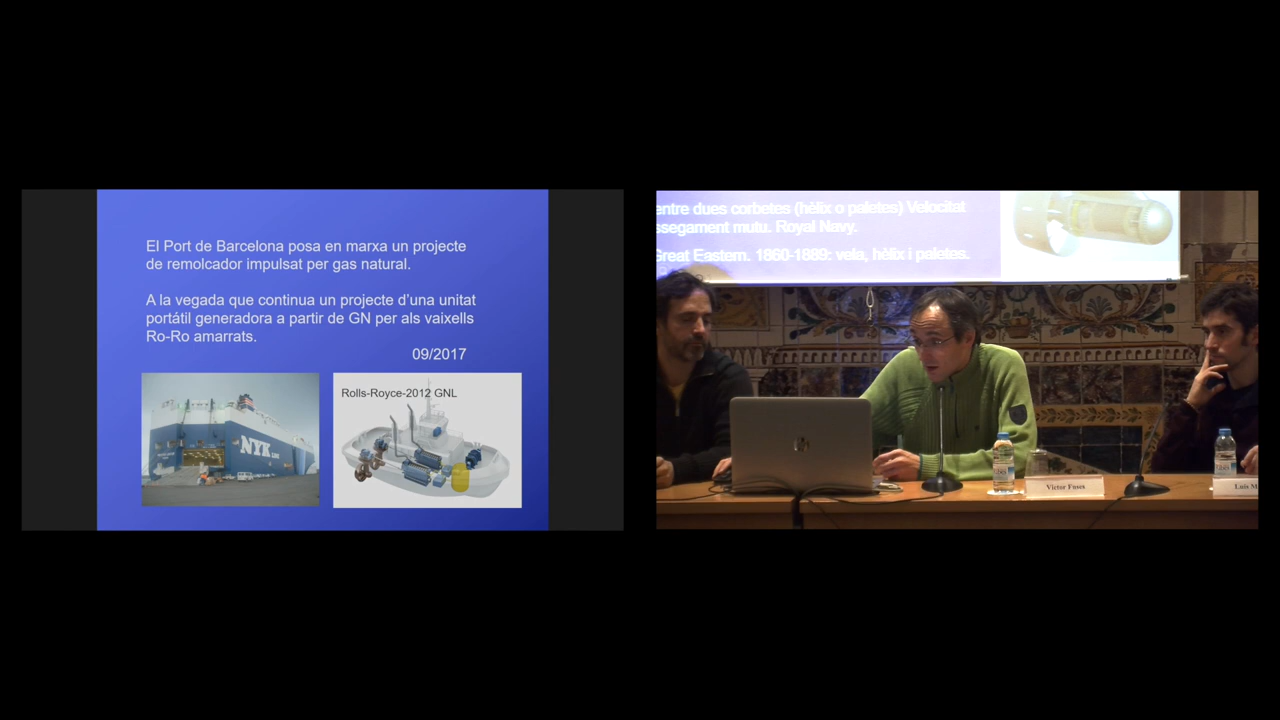 El Port de Barcelona posa en marxa un projecte
de remolcador impulsat per gas natural.
A la vegada que continua un projecte d'una unitat
portátil generadora a partir de GN per als vaixells
Ro-Ro amarrats.
09/2017
NYK LINE
Rolls-Royce-2012 GNL
entre dues corbetes (hèlix o paletes) Velocitat
ssegament mutu. Royal Navy.
Great Eastern. 1860-1889: vela, hèlix i paletes.
hp
Víctor Fuses
Luis M